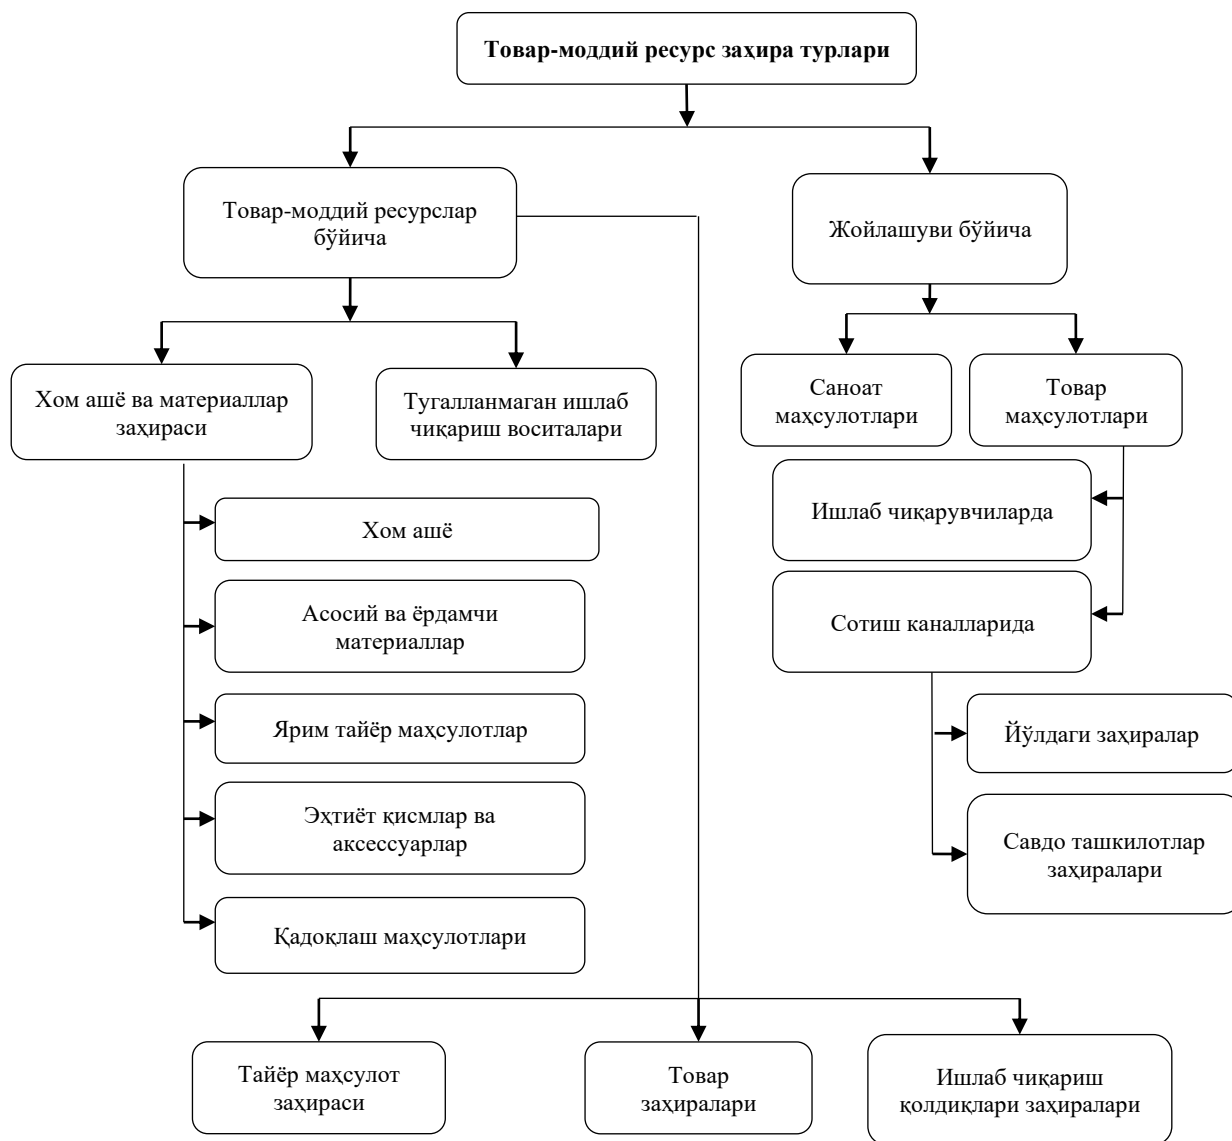 Товар-моддий ресурс заҳира турлари
Товар-моддий ресурслар
бўйича
Жойлашуви бўйича
Хом ашё ва материаллар
заҳираси
Тугалланмаган ишлаб
чиқариш воситалари
Саноат
маҳсулотлари
Товар
маҳсулотлари
Хом ашё
Асосий ва ёрдамчи
материаллар
Ярим тайёр маҳсулотлар
Эҳтиёт қисмлар ва
аксессуарлар
Қадоқлаш маҳсулотлари
Ишлаб чиқарувчиларда
Сотиш каналларида
Йўлдаги заҳиралар
Савдо ташкилотлар
заҳиралари
Тайёр маҳсулот
заҳираси
Товар
заҳиралари
Ишлаб чиқариш
қолдиқлари заҳиралари